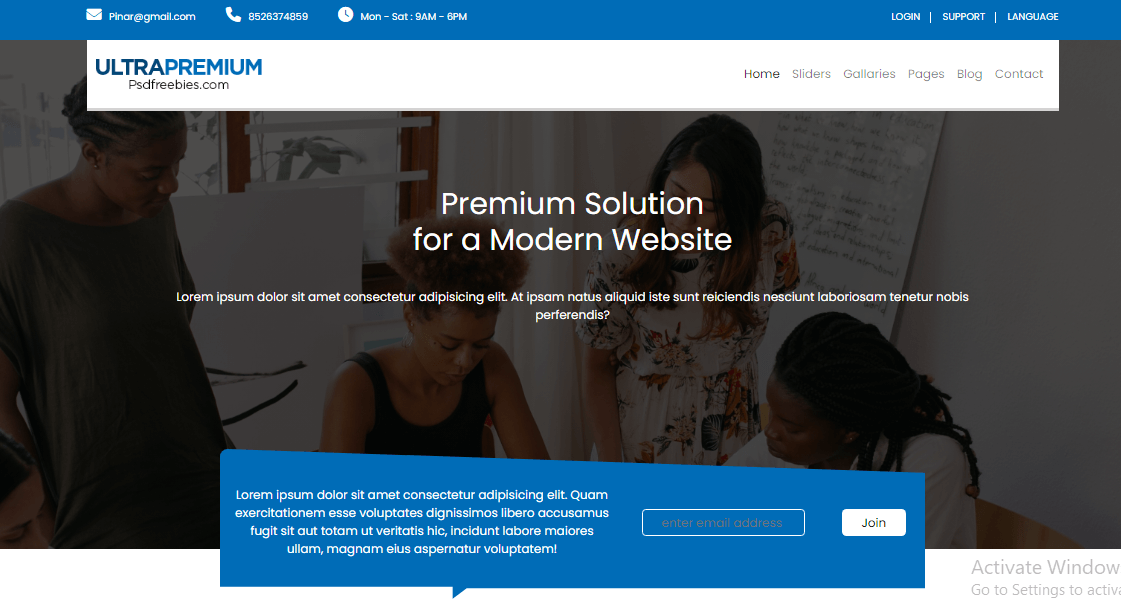 Pinar@gmail.com 8526374859 Mon - Sat : 9AM - 6PM LOGIN SUPPORT LANGUAGE
ULTRAPREMIUM
Psdfreebies.com
Home Sliders Gallaries Pages Blog Contact
Premium Solution
for a Modern Website
Lorem ipsum dolor sit amet consectetur adipisicing elit. At ipsam natus aliquid iste sunt reiciendis nesciunt laboriosam tenetur nobis
perferendis?
Lorem ipsum dolor sit amet consectetur adipisicing elit. Quam
exercitationem esse voluptates dignissimos libero accusamus
fugit sit aut totam ut veritatis hic, incidunt labore maiores
ullam, magnam eius aspernatur voluptatem!
enter email address
Join
Activate Window
Go to Settings to activa